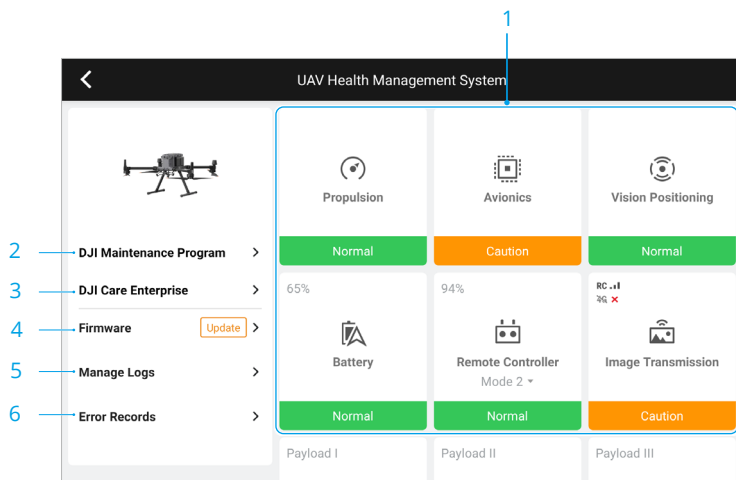 1
UAV Health Management System
Propulsion
Avionics
Vision Positioning
Normal
Caution
Normal
2
DJI Maintenance Program
3
DJI Care Enterprise
4
Firmware
Update
5
Manage Logs
6
Error Records
65%
94%
RC
4G
Battery
Remote Controller
Image Transmission
Mode 2
Normal
Normal
Caution
Payload I
Payload II
Payload III